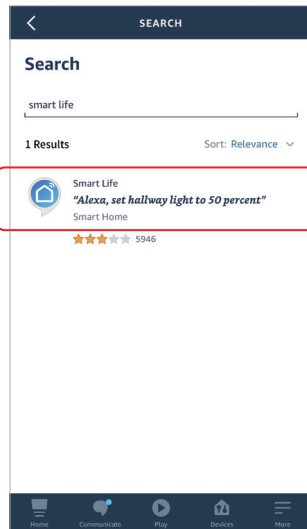 SEARCH
Search
smart life
1 Results Sort: Relevance
Smart Life
“Alexa, set hallway light to 50 percent”
Smart Home
5946
Home Communicate Play Devices More